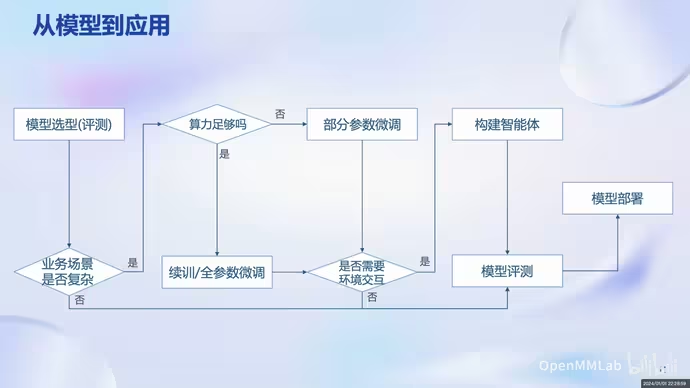 从模型到应用
模型选型(评测)
算力足够吗
否
部分参数微调
构建智能体
是
模型部署
业务场景
是否复杂
是
续训/全参数微调
是否需要
环境交互
是
模型评测
否
否
OpenMMLab
bilibili